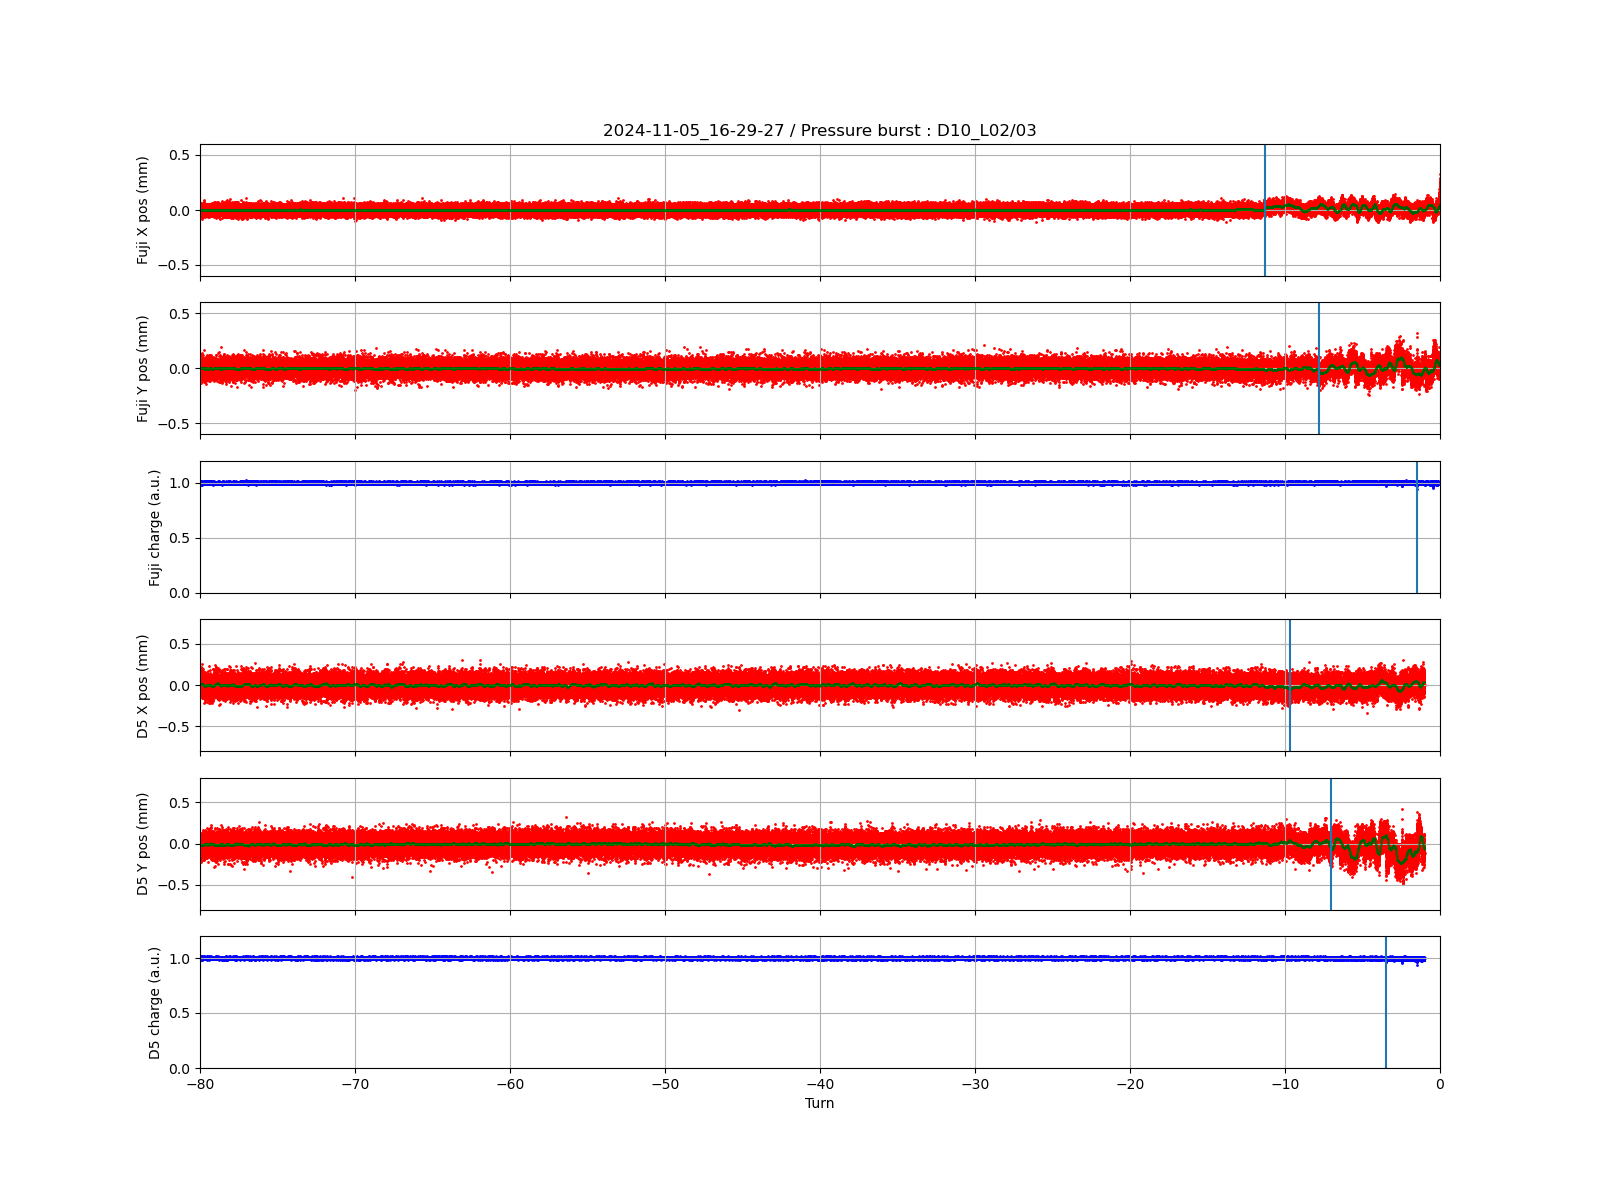 2024-11-05_16-29-27 / Pressure burst : D10_L02/03
Fuji X pos (mm)
0.5
0.0
−0.5
Fuji Y pos (mm)
0.5
0.0
−0.5
Fuji charge (a.u.)
1.0
0.5
0.0
D5 X pos (mm)
0.5
0.0
−0.5
D5 Y pos (mm)
0.5
0.0
−0.5
D5 charge (a.u.)
1.0
0.5
0.0
−80 −70 −60 −50 −40 −30 −20 −10 0
Turn